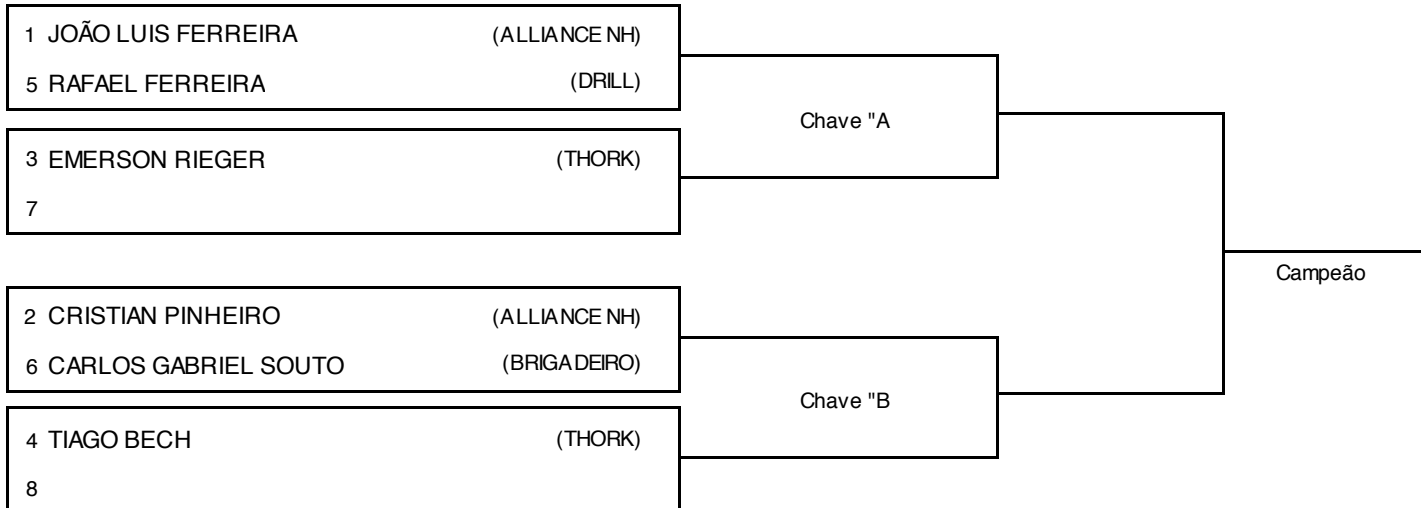 1 JOÃO LUIS FERREIRA (ALLIANCE NH)
5 RAFAEL FERREIRA (DRILL)
Chave "A
3 EMERSON RIEGER (THORK)
7
Campeão
2 CRISTIAN PINHEIRO (ALLIANCE NH)
6 CARLOS GABRIEL SOUTO (BRIGADEIRO)
Chave "B
4 TIAGO BECH (THORK)
8